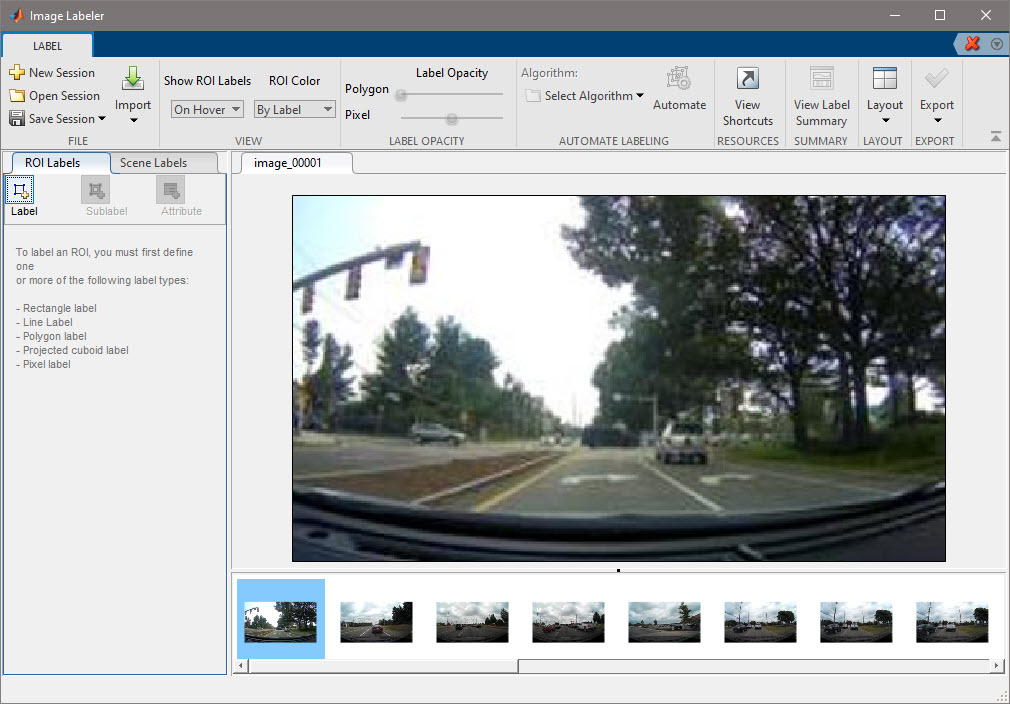 Image Labeler
LABEL
New Session
Open Session
Save Session
Import
FILE
Show ROI Labels
ROI Color
On Hover
By Label
VIEW
Label Opacity
Polygon
Pixel
LABEL OPACITY
Algorithm:
Select Algorithm
Automate
AUTOMATE LABELING
View
Shortcuts
RESOURCES
View Label
Summary
SUMMARY
Layout
LAYOUT
Export
EXPORT
ROI Labels
Scene Labels
image_00001
Label
Sublabel
Attribute
To label an ROI, you must first define
one
or more of the following label types:
- Rectangle label
- Line Label
- Polygon label
- Projected cuboid label
- Pixel label